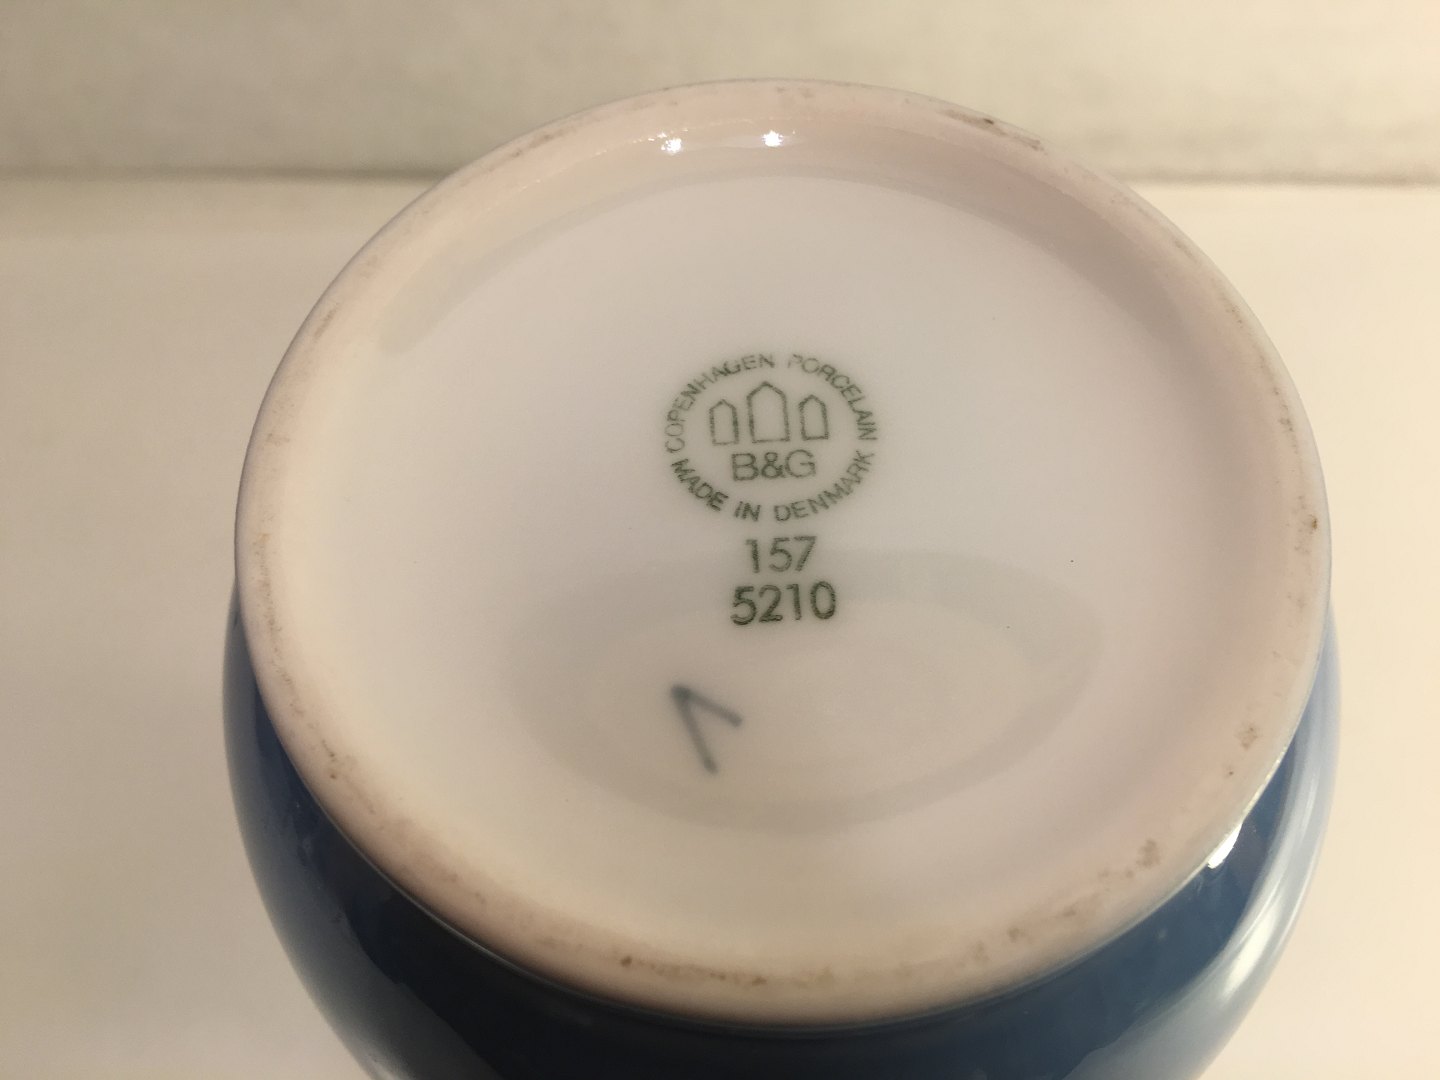 COPENHAGEN PORCELAIN
B&G
MADE IN DENMARK
157
5210